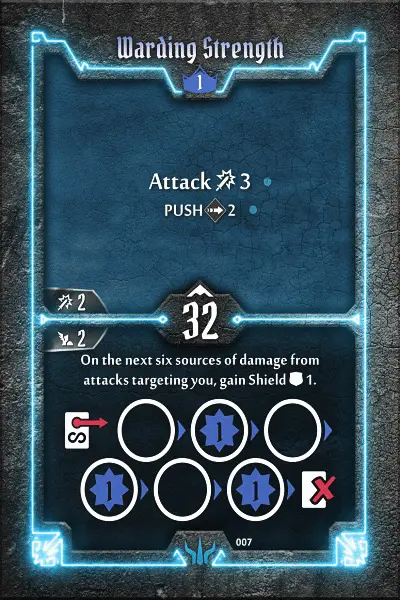 Warding Strength
1
Attack 3
PUSH 2
2
32
2
On the next six sources of damage from
attacks targeting you, gain Shield 1.
1
1
1
007